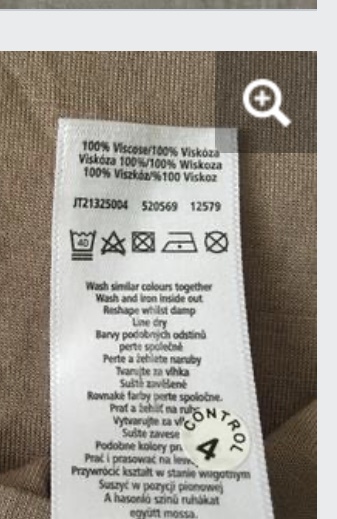 100% Viscose/100% Viskóza
Viskóza 100%/100% Wiskoza
100% Viszkóz/%100 Viskoz
JT21325004 520569 12579
40
Wash similar colours together
Wash and iron inside out
Reshape whilst damp
Line dry
Barvy podobných odstínů
perte společně
Perte a žehlete naruby
Tvarujte za vlhka
Sušte zavěšené
Rovnaké farby perte spoločne.
Prať a žehliť na ruby
Vytvarujte za
Sušte zavese
Podobne kolory
Prać i prasować na
Przywrócić kształt w stanie wilgotnym
Suszyć w pozycji pionowej
A hasonló színű ruhákat
együtt mossa.
CONTROL
4